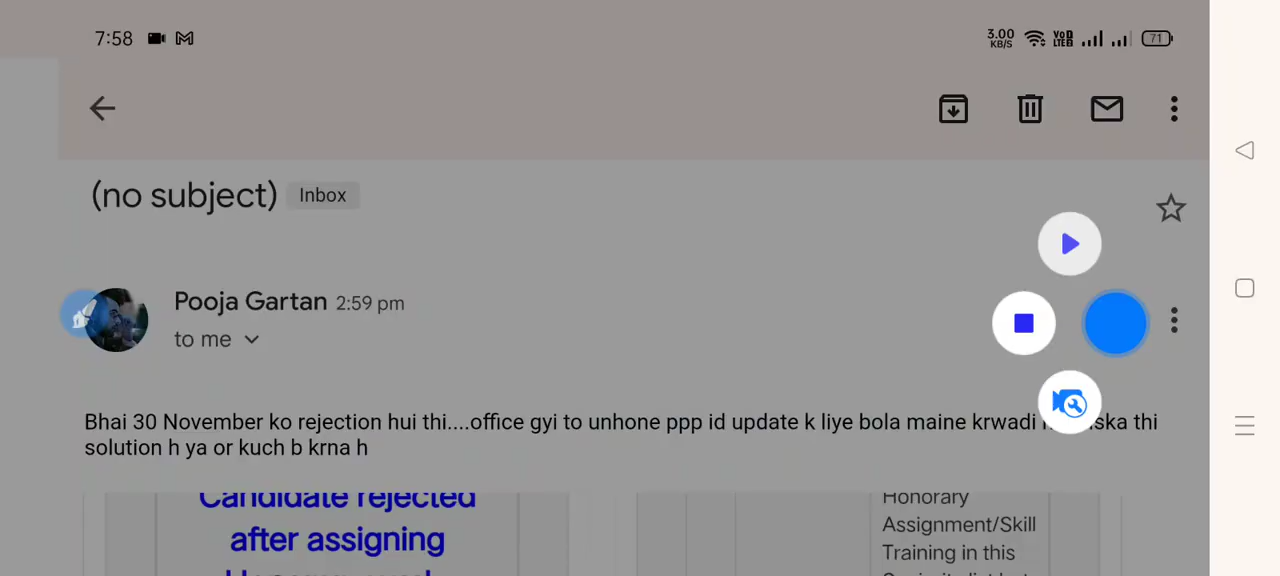 7:58
3.00 KB/S
VoD LTED
71
(no subject) Inbox
Pooja Gartan 2:59 pm
to me
Bhai 30 November ko rejection hui thi....office gyi to unhone ppp id update k liye bola maine krwadi thi
solution h ya or kuch b krna h
Candidate rejected
after assigning
Honorary
Assignment/Skill
Training in this